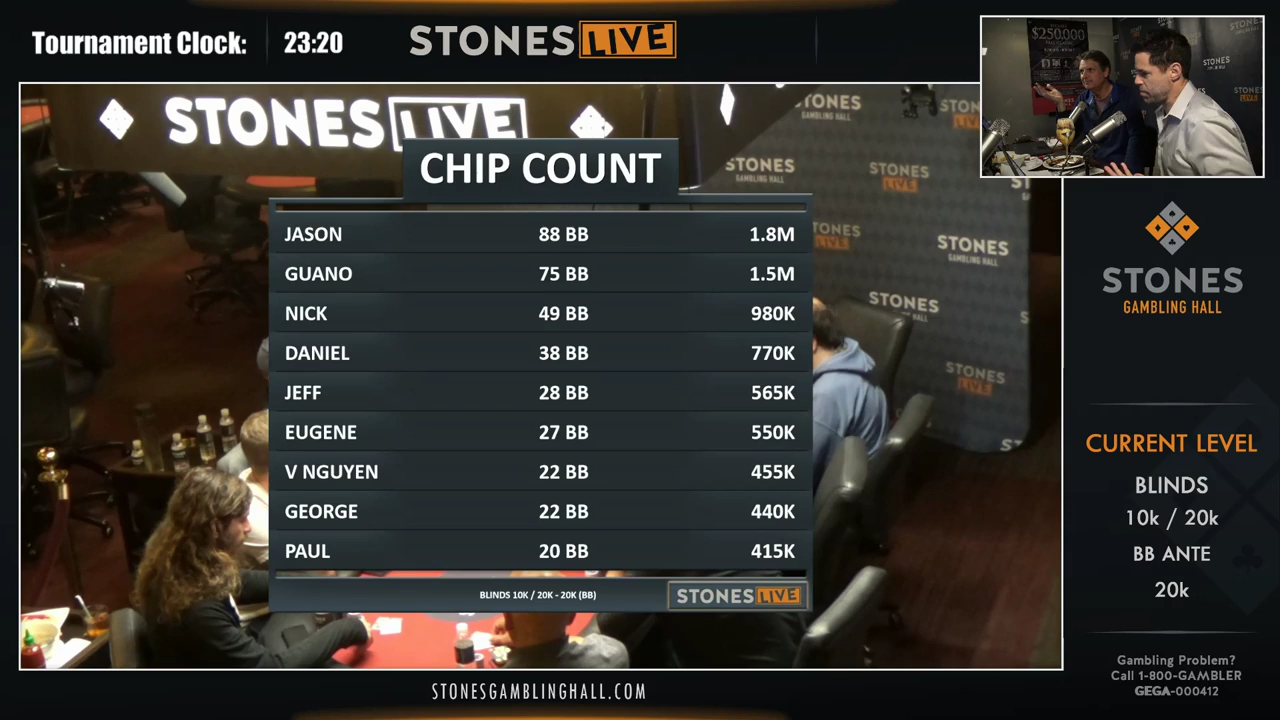 Tournament Clock: 23:20 STONES LIVE
$250,000
STONES
STONES LIVE
STONES GAMBLING HALL
STONES LIVE
STONES GAMBLING HALL
STONES LIVE
CHIP COUNT
JASON 88 BB 1.8M
GUANO 75 BB 1.5M
NICK 49 BB 980K
DANIEL 38 BB 770K
JEFF 28 BB 565K
EUGENE 27 BB 550K
V NGUYEN 22 BB 455K
GEORGE 22 BB 440K
PAUL 20 BB 415K
BLINDS 10K / 20K - 20K (BB) STONES LIVE
STONES GAMBLING HALL
STONES GAMBLING HALL
STONES LIVE
STONES
GAMBLING HALL
CURRENT LEVEL
BLINDS
10k / 20k
BB ANTE
20k
Gambling Problem?
Call 1-800-GAMBLER
GEGA-000412
STONESGAMBLINGHALL.COM